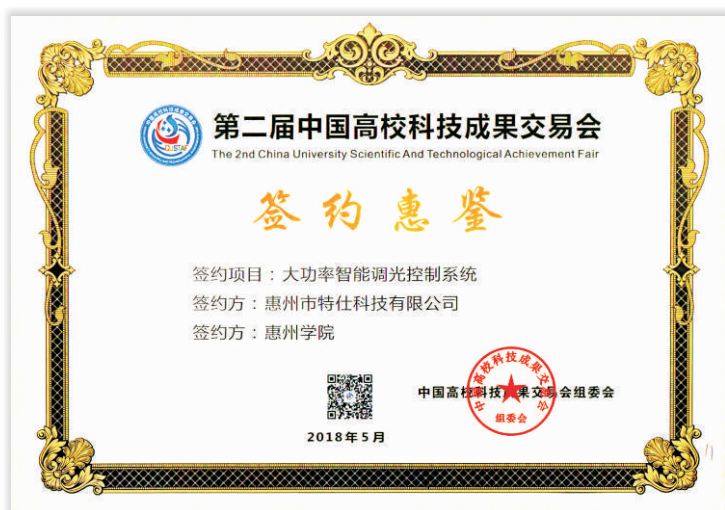 第二届中国高校科技成果交易会
The 2nd China University Scientific And Technological Achievement Fair
签约惠鉴
签约项目：大功率智能调光控制系统
签约方：惠州市特仕科技有限公司
签约方：惠州学院
中国高校科技成果交易会组委会
中国高校科技成果交易会
组委会
2018年5月